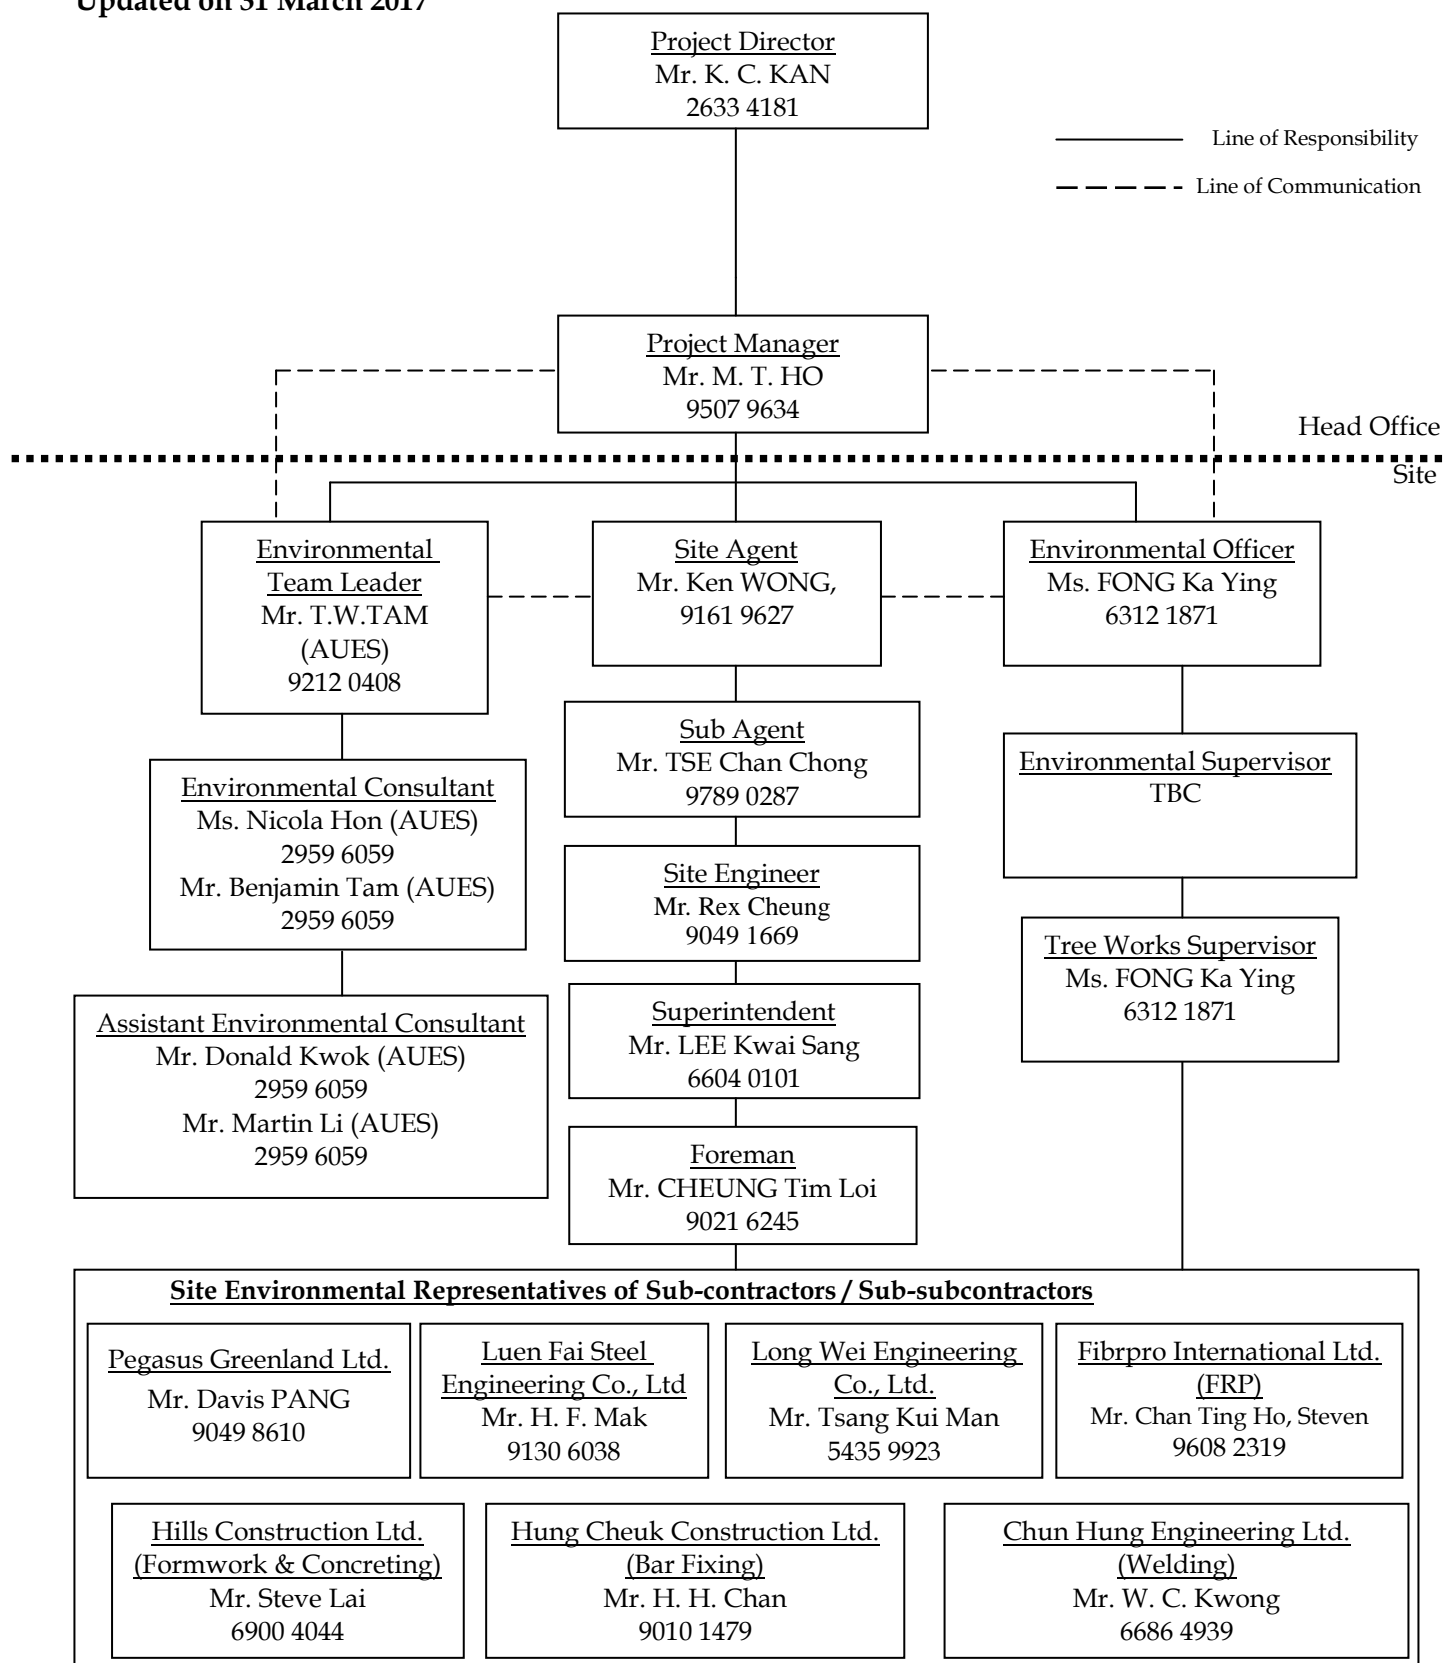 Updated on 31 March 2017
Project Director
Mr. K. C. KAN
2633 4181
Line of Responsibility
Line of Communication
Project Manager
Mr. M. T. HO
9507 9634
Head Office
Site
Environmental
Team Leader
Mr. T.W.TAM
(AUES)
9212 0408
Site Agent
Mr. Ken WONG,
9161 9627
Environmental Officer
Ms. FONG Ka Ying
6312 1871
Sub Agent
Mr. TSE Chan Chong
9789 0287
Environmental Supervisor
TBC
Environmental Consultant
Ms. Nicola Hon (AUES)
2959 6059
Mr. Benjamin Tam (AUES)
2959 6059
Site Engineer
Mr. Rex Cheung
9049 1669
Tree Works Supervisor
Ms. FONG Ka Ying
6312 1871
Assistant Environmental Consultant
Mr. Donald Kwok (AUES)
2959 6059
Mr. Martin Li (AUES)
2959 6059
Superintendent
Mr. LEE Kwai Sang
6604 0101
Foreman
Mr. CHEUNG Tim Loi
9021 6245
Site Environmental Representatives of Sub-contractors / Sub-subcontractors
Pegasus Greenland Ltd.
Mr. Davis PANG
9049 8610
Luen Fai Steel
Engineering Co., Ltd
Mr. H. F. Mak
9130 6038
Long Wei Engineering
Co., Ltd.
Mr. Tsang Kui Man
5435 9923
Fibrpro International Ltd.
(FRP)
Mr. Chan Ting Ho, Steven
9608 2319
Hills Construction Ltd.
(Formwork & Concreting)
Mr. Steve Lai
6900 4044
Hung Cheuk Construction Ltd.
(Bar Fixing)
Mr. H. H. Chan
9010 1479
Chun Hung Engineering Ltd.
(Welding)
Mr. W. C. Kwong
6686 4939